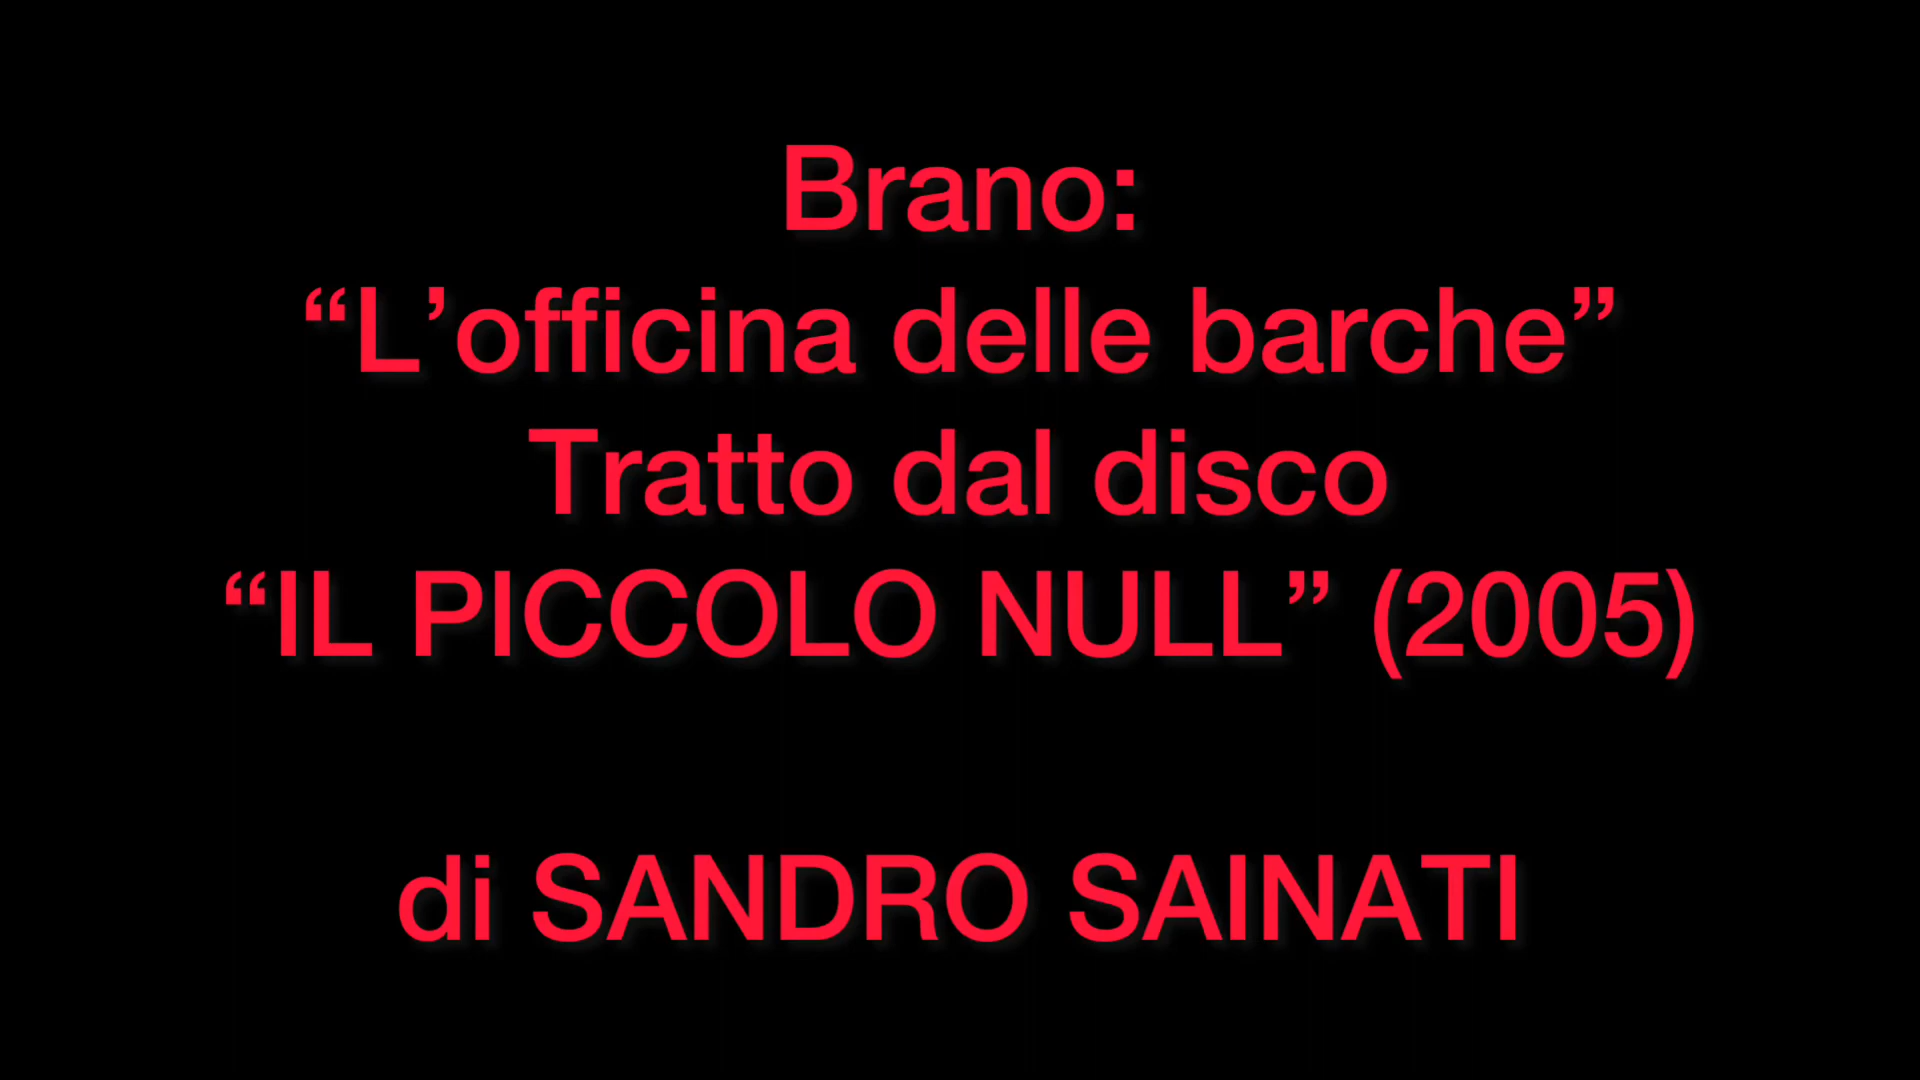 Brano:
“L’officina delle barche”
Tratto dal disco
“IL PICCOLO NULL” (2005)
di SANDRO SAINATI